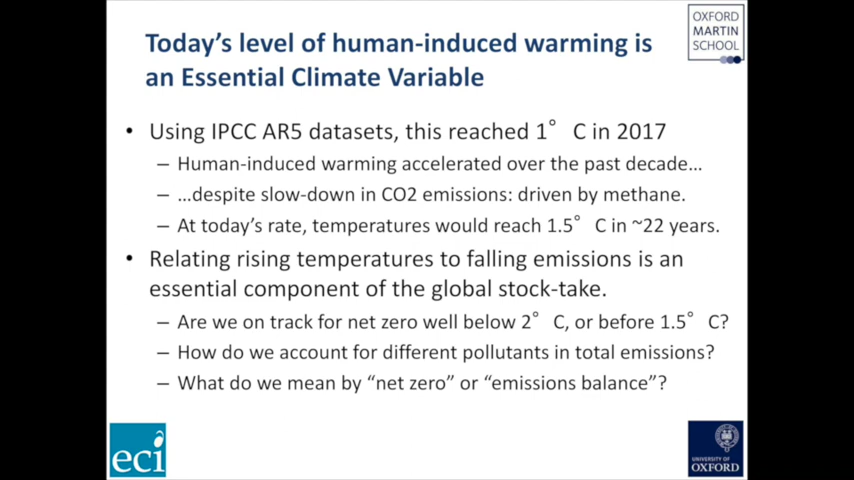 OXFORD
MARTIN
SCHOOL
Today's level of human-induced warming is
an Essential Climate Variable
• Using IPCC AR5 datasets, this reached 1° C in 2017
– Human-induced warming accelerated over the past decade…
– …despite slow-down in CO2 emissions: driven by methane.
– At today's rate, temperatures would reach 1.5° C in ~22 years.
• Relating rising temperatures to falling emissions is an
essential component of the global stock-take.
– Are we on track for net zero well below 2° C, or before 1.5° C?
– How do we account for different pollutants in total emissions?
– What do we mean by “net zero” or “emissions balance”?
eci
UNIVERSITY OF
OXFORD